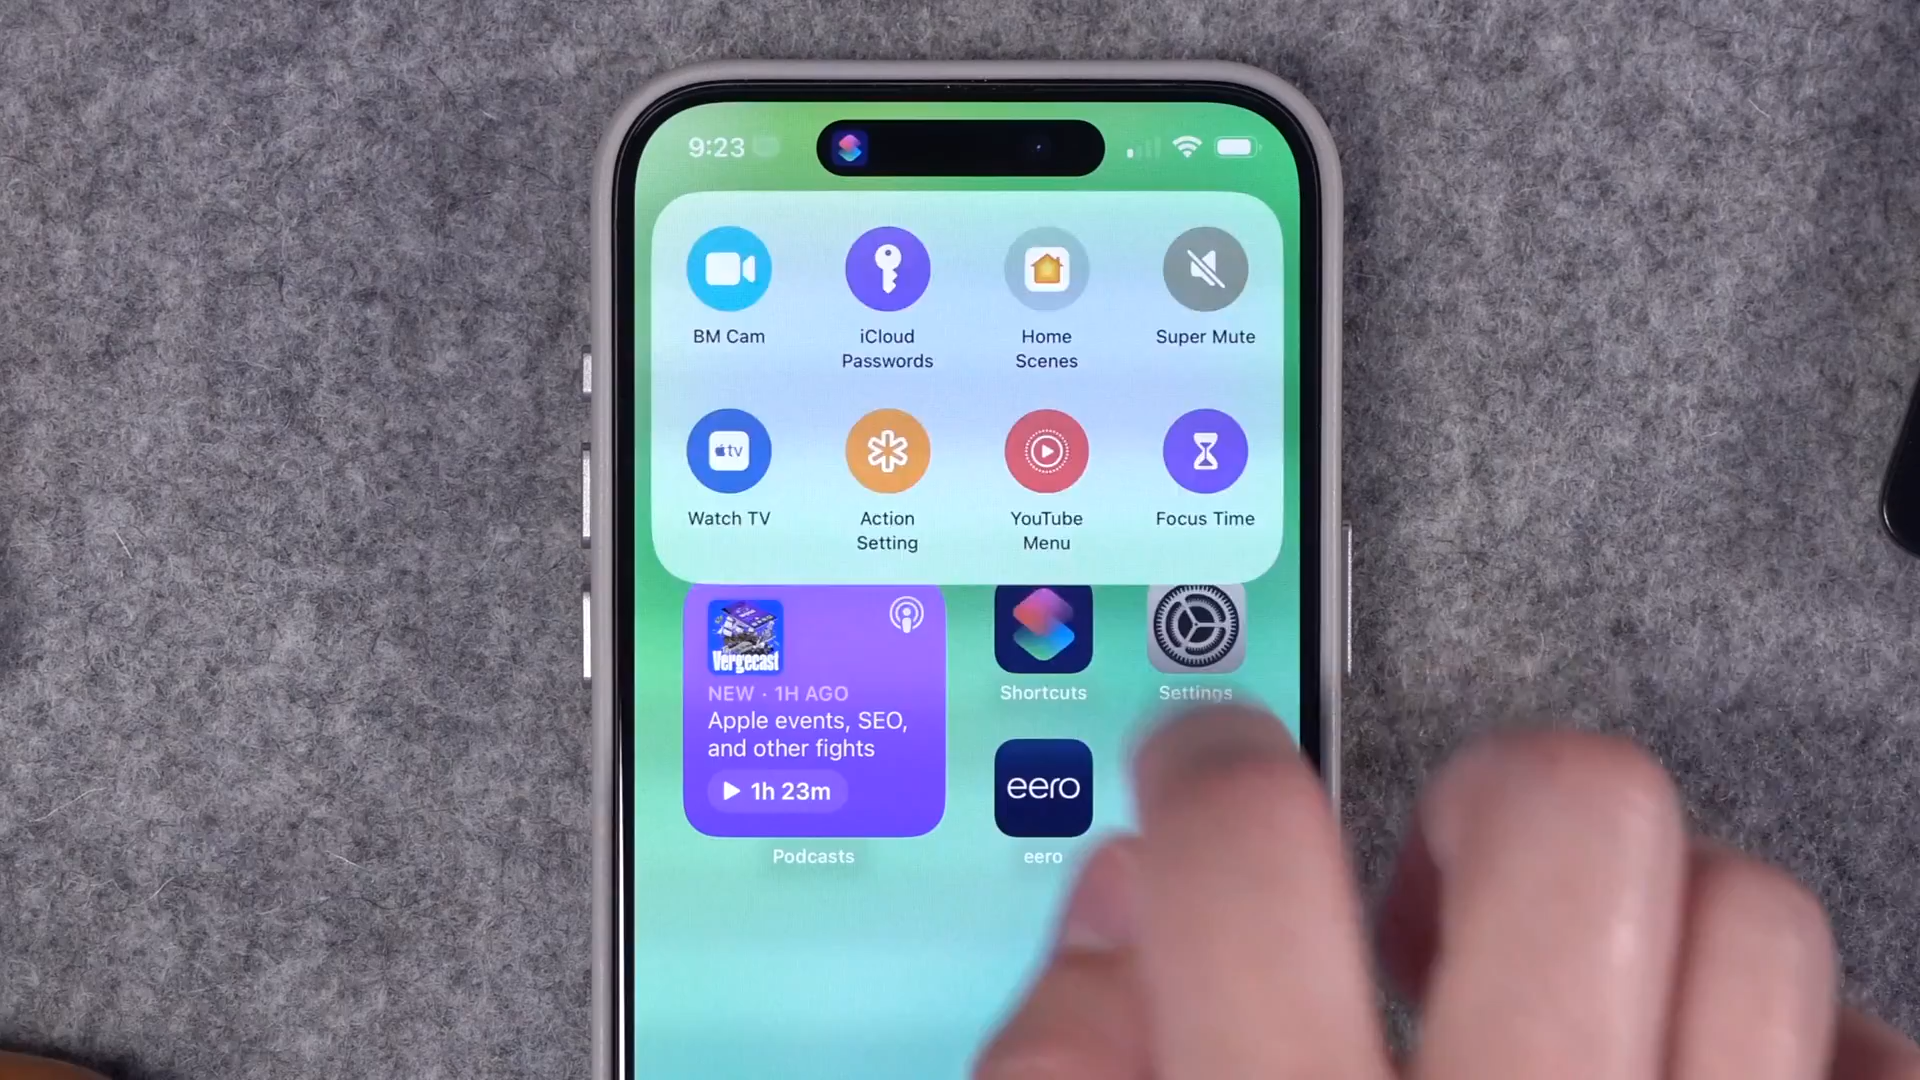 9:23
BM Cam
iCloud
Passwords
Home
Scenes
Super Mute
tv
Watch TV
Action
Setting
YouTube
Menu
Focus Time
Vergecast
NEW · 1H AGO
Apple events, SEO,
and other fights
1h 23m
Podcasts
Shortcuts
Settings
eero
eero